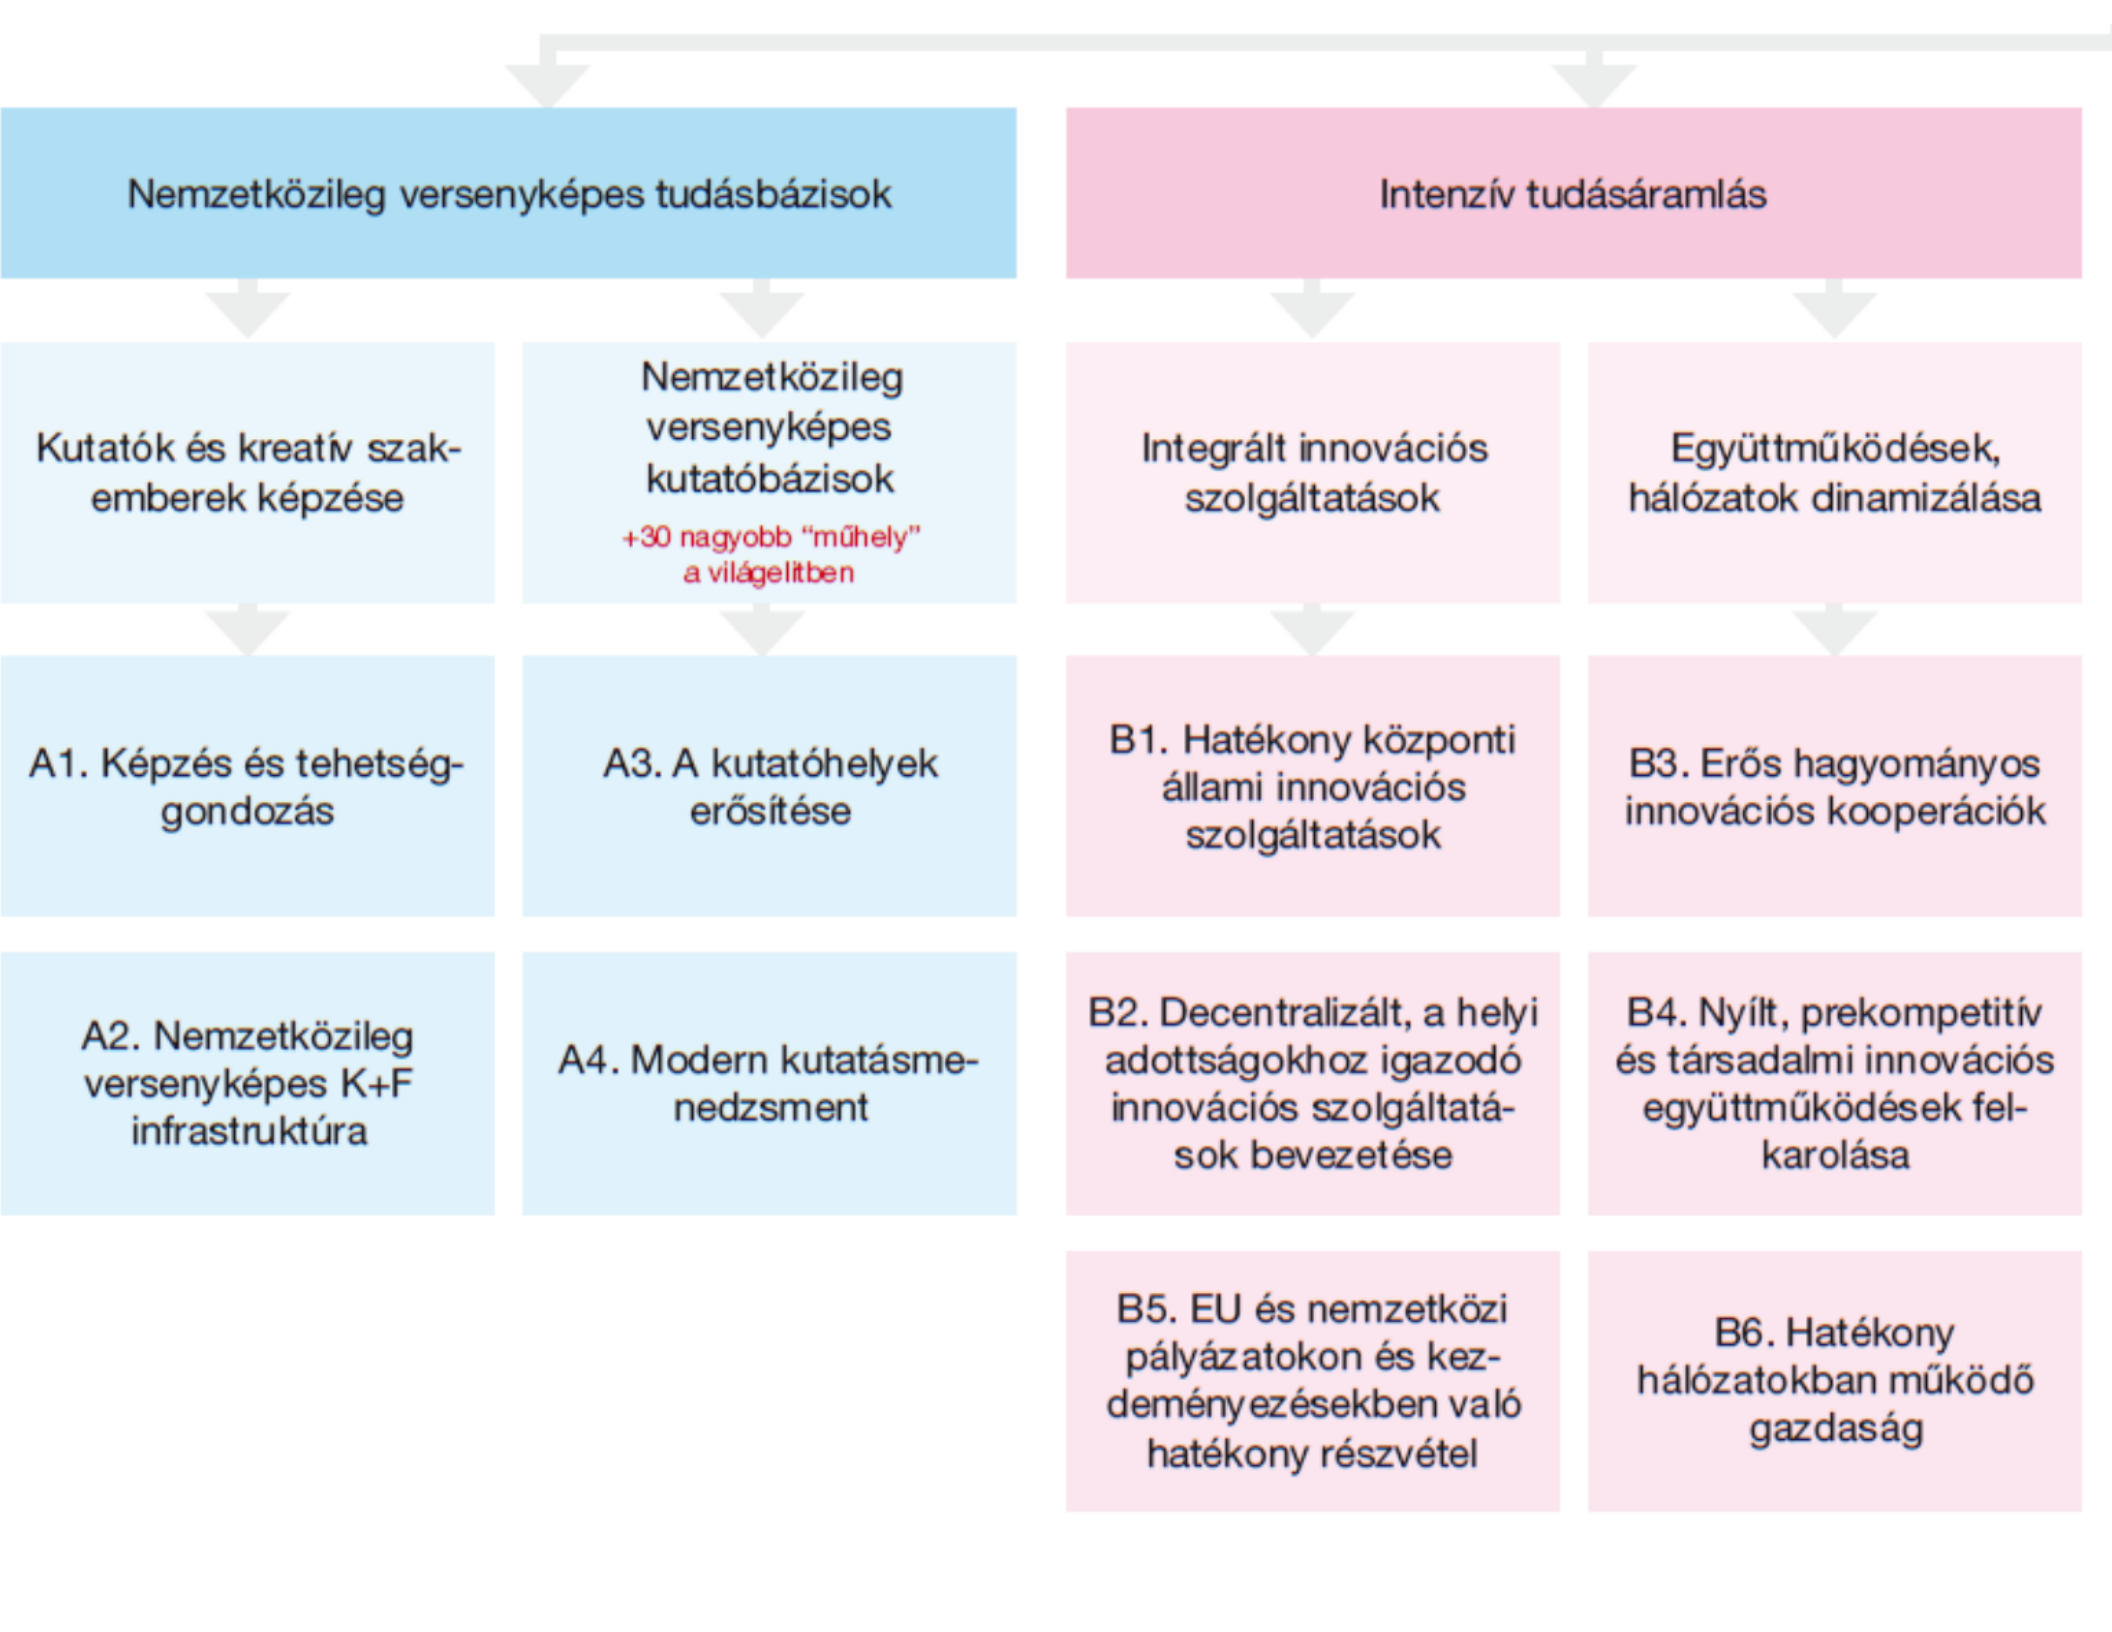 Nemzetközileg versenyképes tudásbázisok
Intenzív tudásáramlás
Kutatók és kreatív szak-
emberek képzése
Nemzetközileg
versenyképes
kutatóbázisok
+30 nagyobb “műhely”
a világelitben
Integrált innovációs
szolgáltatások
Együttműködések,
hálózatok dinamizálása
A1. Képzés és tehetség-
gondozás
A3. A kutatóhelyek
erősítése
B1. Hatékony központi
állami innovációs
szolgáltatások
B3. Erős hagyományos
innovációs kooperációk
A2. Nemzetközileg
versenyképes K+F
infrastruktúra
A4. Modern kutatásme-
nedzsment
B2. Decentralizált, a helyi
adottságokhoz igazodó
innovációs szolgáltatá-
sok bevezetése
B4. Nyílt, prekompetitív
és társadalmi innovációs
együttműködések fel-
karolása
B5. EU és nemzetközi
pályázatokon és kez-
deményezésekben való
hatékony részvétel
B6. Hatékony
hálózatokban működő
gazdaság